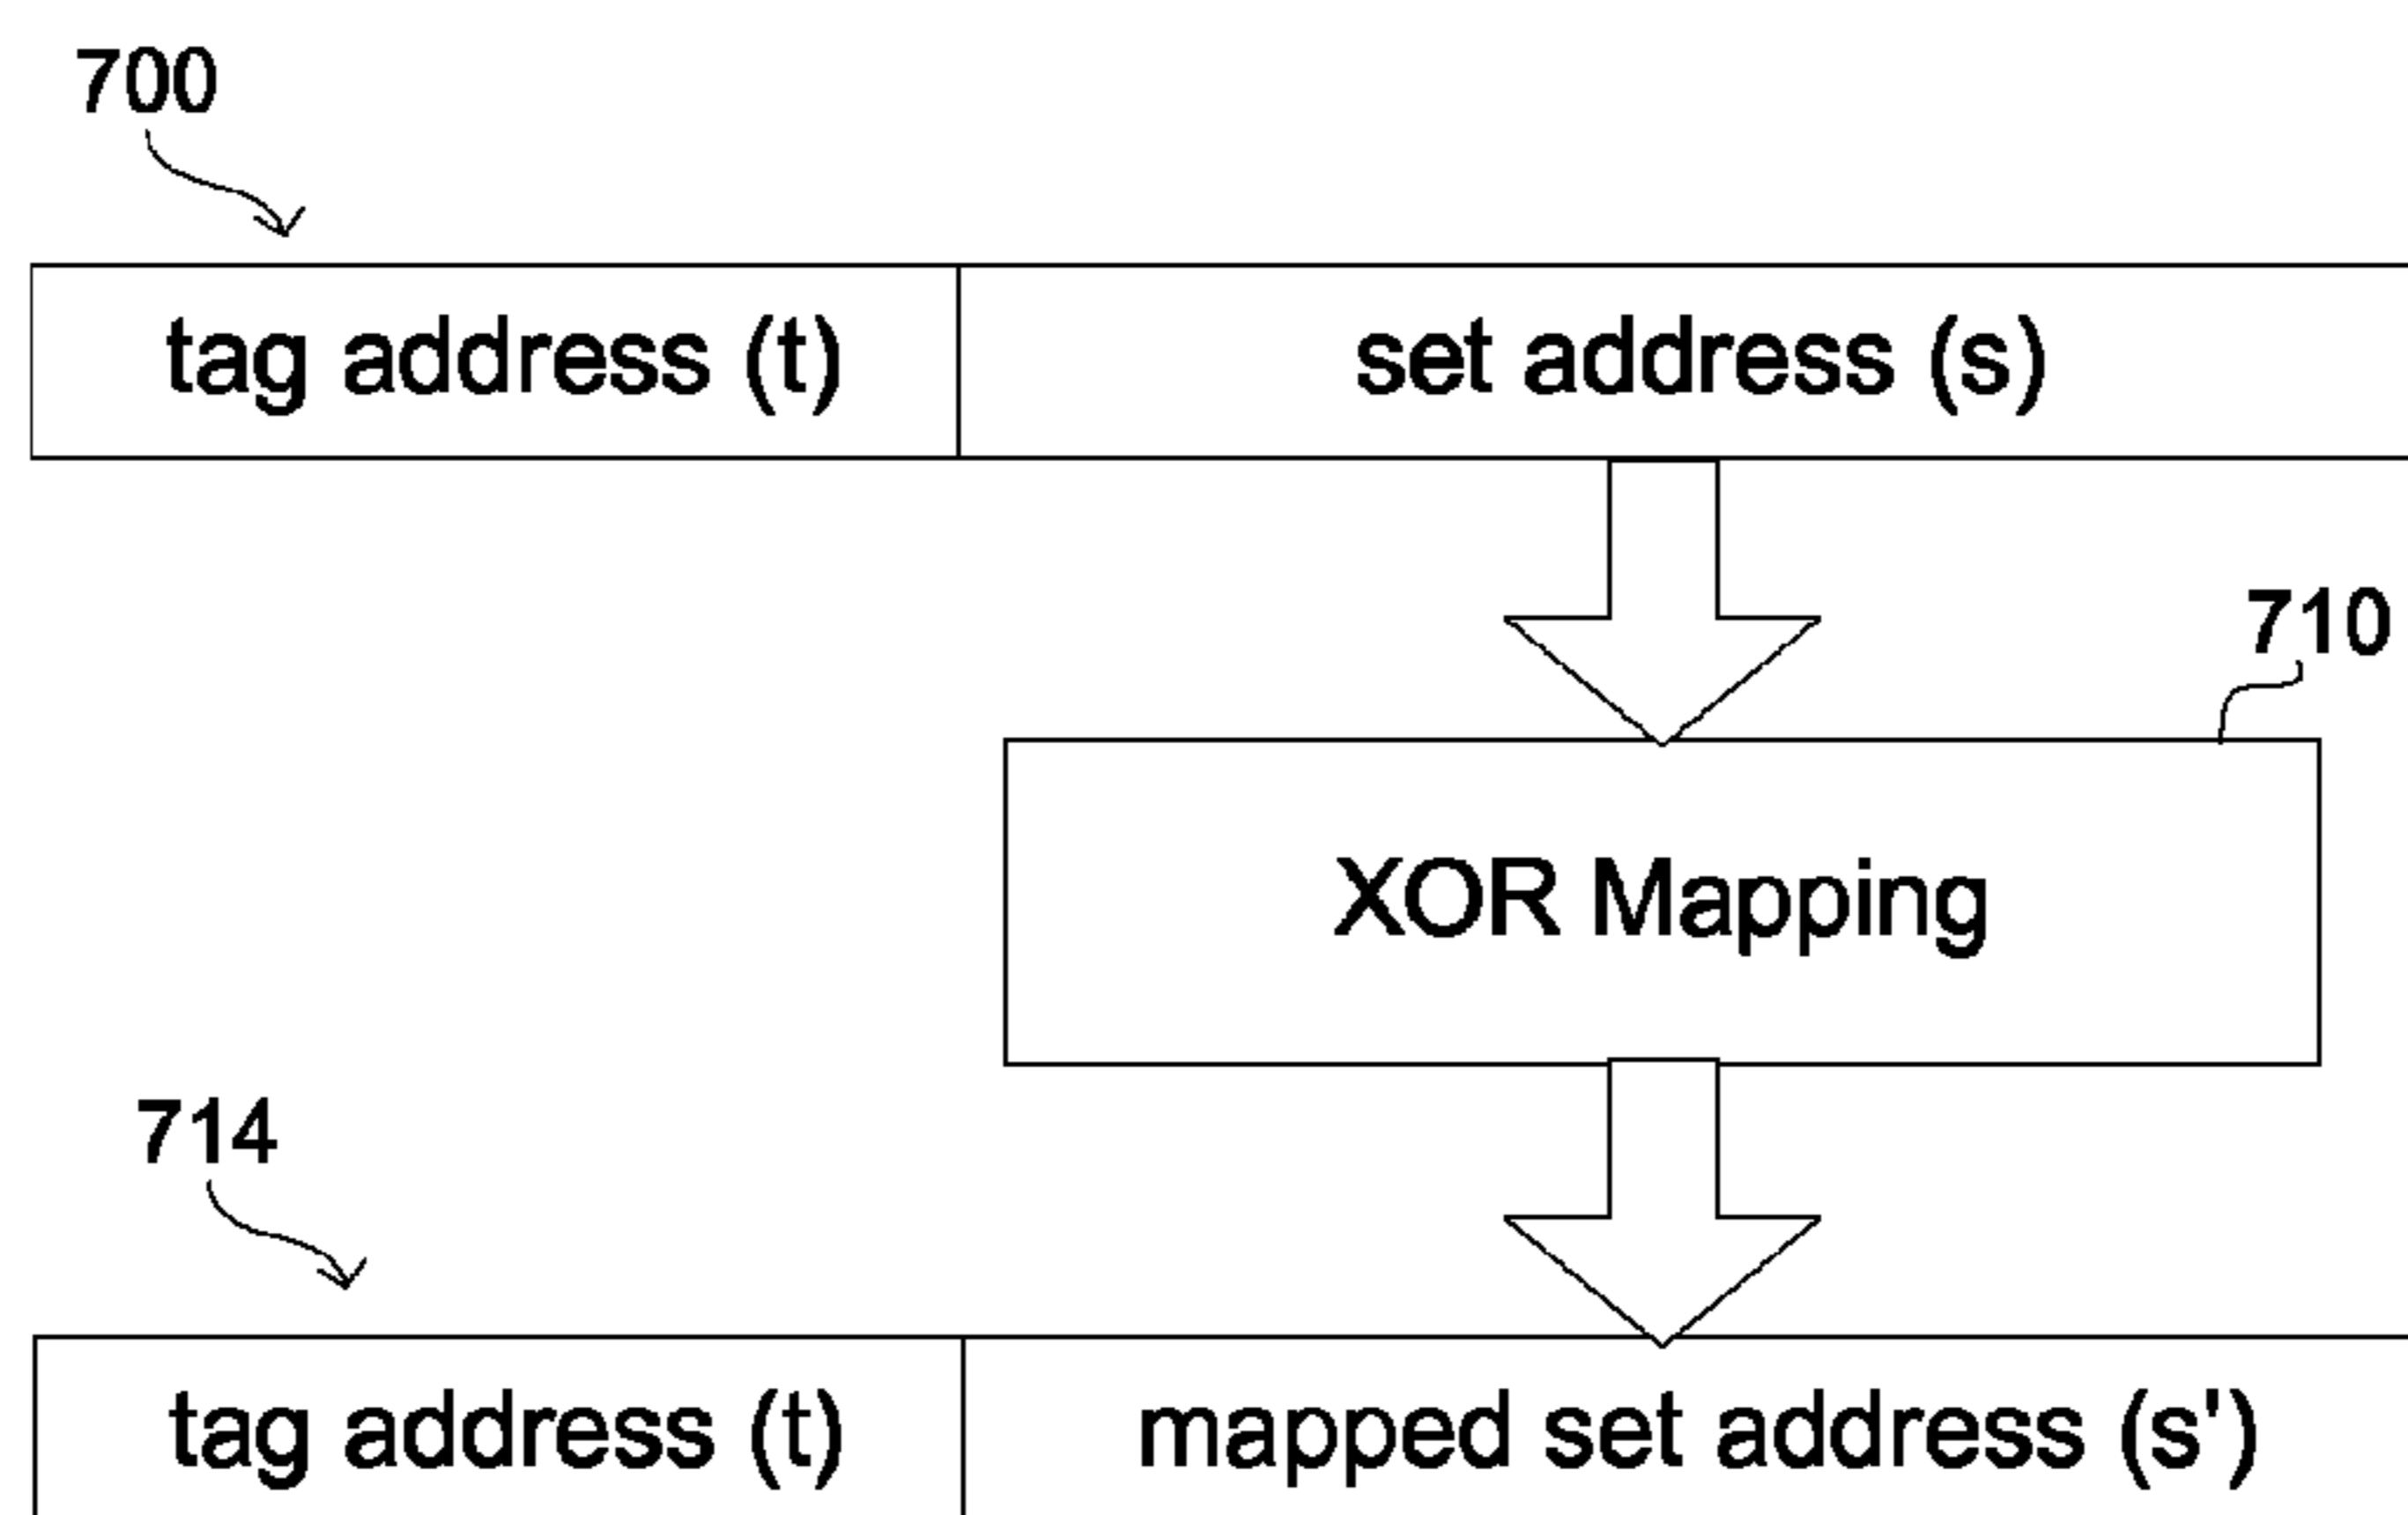 700
tag address (t) set address (s)
710
XOR Mapping
714
tag address (t) mapped set address (s')